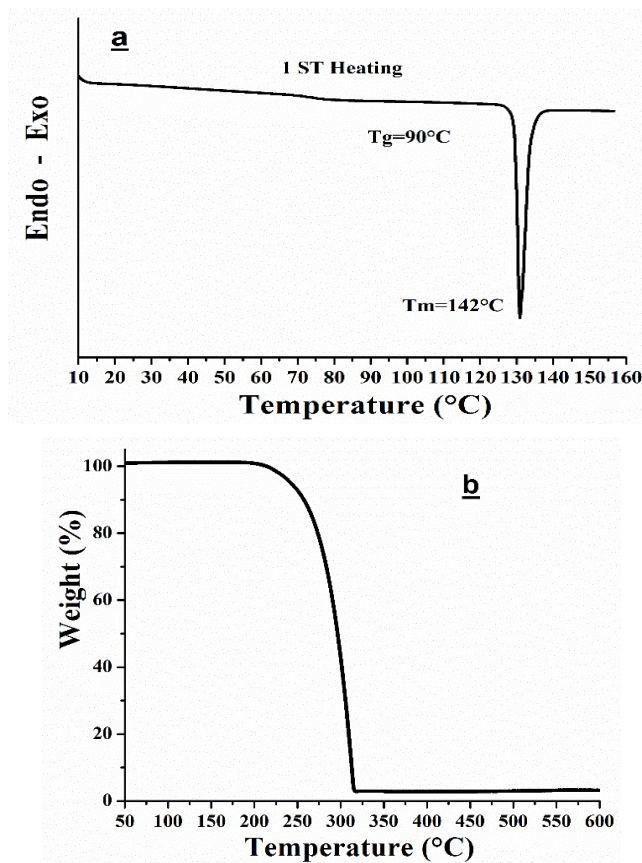 a
1 ST Heating
Tg=90°C
Tm=142°C
Endo - Exo
10 20 30 40 50 60 70 80 90 100 110 120 130 140 150 160
Temperature (°C)
b
100
80
60
40
20
0
Weight (%)
50 100 150 200 250 300 350 400 450 500 550 600
Temperature (°C)